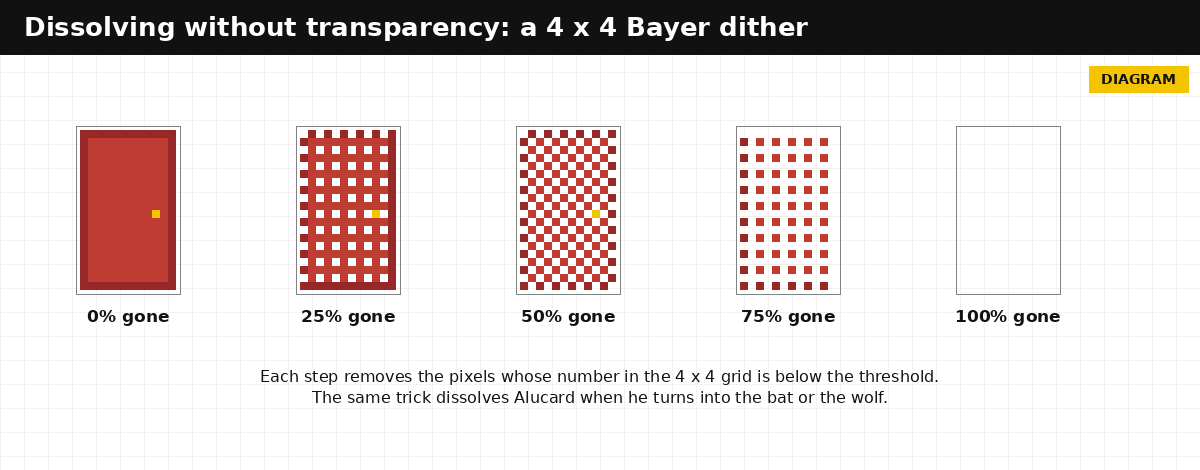 Dissolving without transparency: a 4 x 4 Bayer dither
DIAGRAM
0% gone
25% gone
50% gone
75% gone
100% gone
Each step removes the pixels whose number in the 4 x 4 grid is below the threshold.
The same trick dissolves Alucard when he turns into the bat or the wolf.